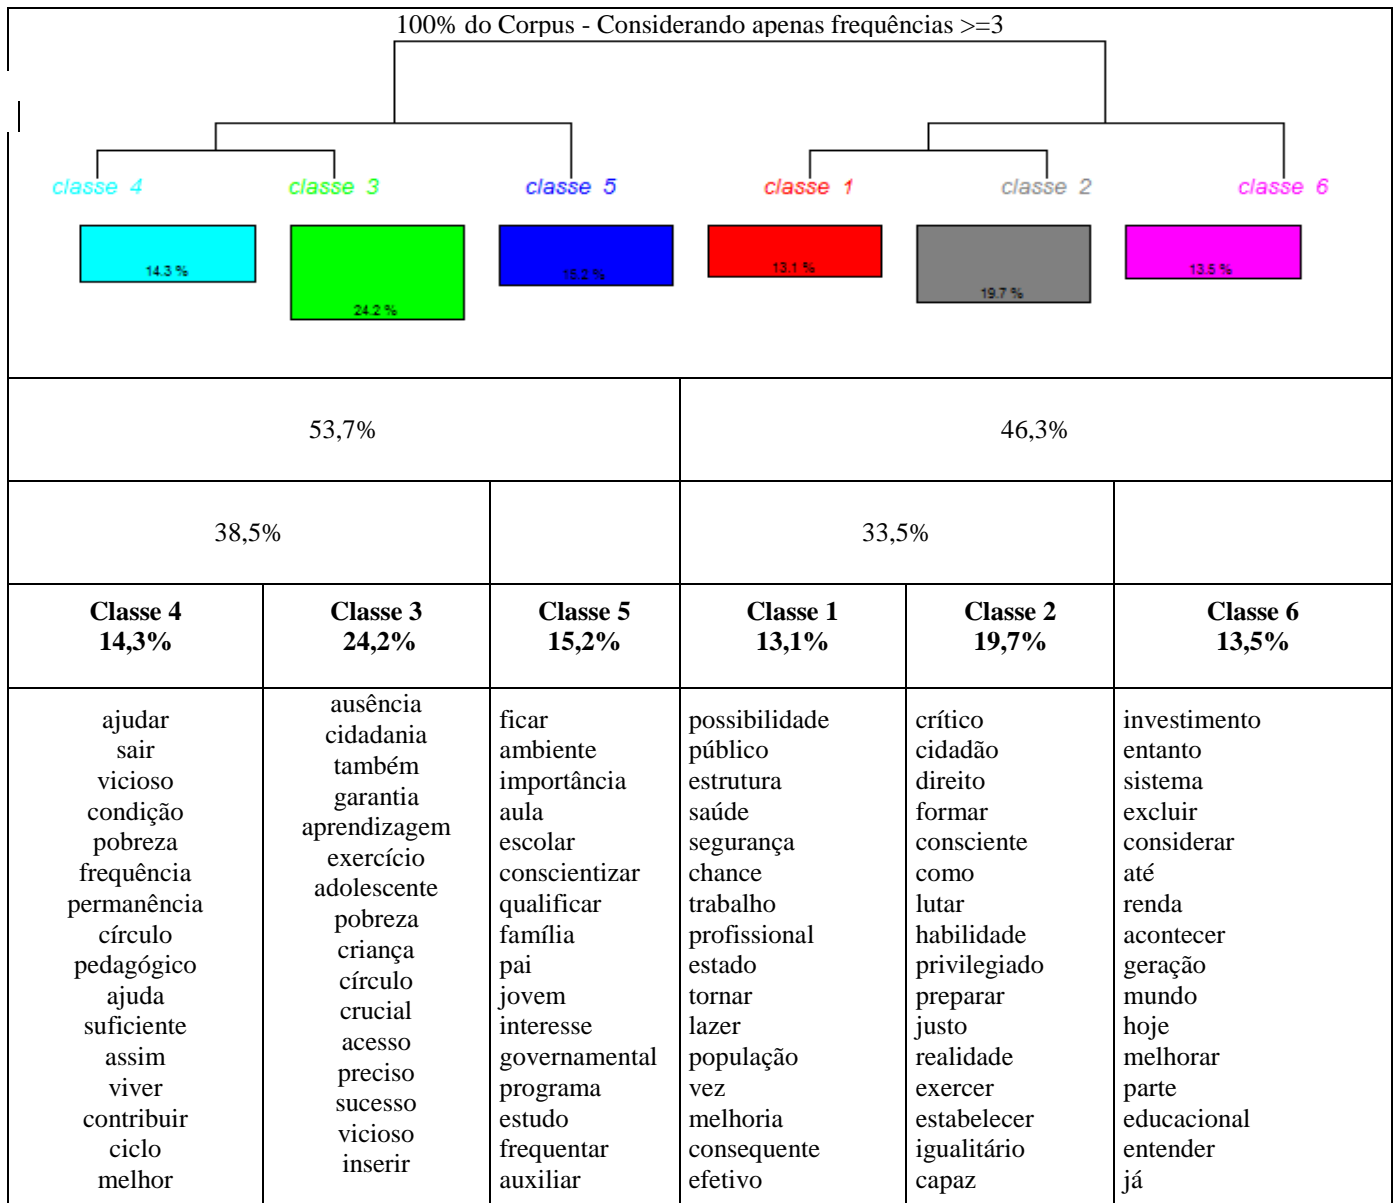 100% do Corpus - Considerando apenas frequências >=3
classe 4 classe 3 classe 5 classe 1 classe 2 classe 6
14.3 % 24.2 % 15.2 % 13.1 % 19.7 % 13.5 %
53,7% 46,3%
38,5% 33,5%
Classe 4 Classe 3 Classe 5 Classe 1 Classe 2 Classe 6
14,3% 24,2% 15,2% 13,1% 19,7% 13,5%
ajudar
sair
vicioso
condição
pobreza
frequência
permanência
círculo
pedagógico
ajuda
suficiente
assim
viver
contribuir
ciclo
melhor
ausência
cidadania
também
garantia
aprendizagem
exercício
adolescente
pobreza
criança
círculo
crucial
acesso
preciso
sucesso
vicioso
inserir
ficar
ambiente
importância
aula
escolar
conscientizar
qualificar
família
pai
jovem
interesse
governamental
programa
estudo
frequentar
auxiliar
possibilidade
público
estrutura
saúde
segurança
chance
trabalho
profissional
estado
tornar
lazer
população
vez
melhoria
consequente
efetivo
crítico
cidadão
direito
formar
consciente
como
lutar
habilidade
privilegiado
preparar
justo
realidade
exercer
estabelecer
igualitário
capaz
investimento
entanto
sistema
excluir
considerar
até
renda
acontecer
geração
mundo
hoje
melhorar
parte
educacional
entender
já